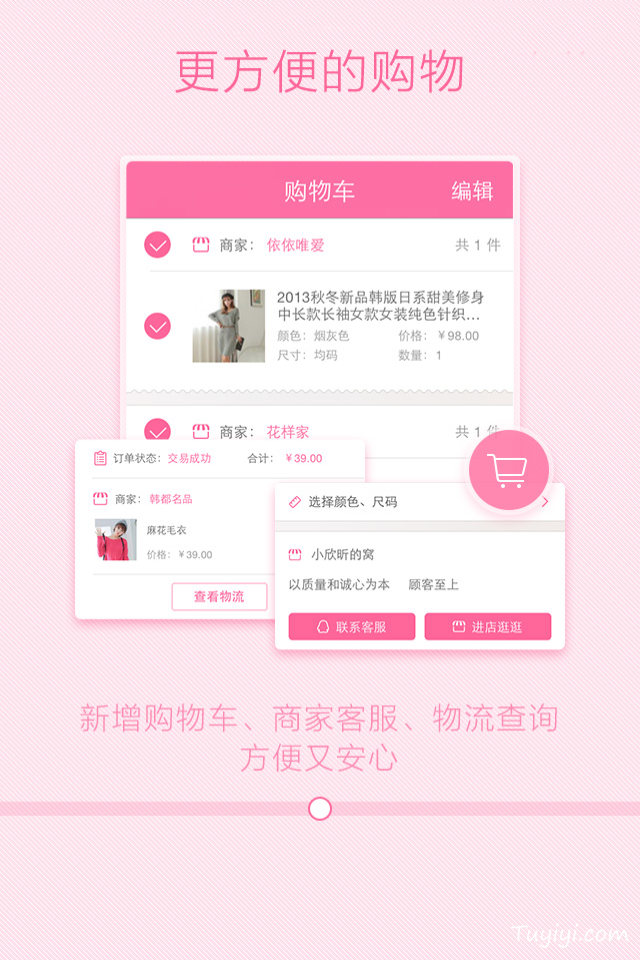 更方便的购物
购物车 编辑
商家： 依依唯爱 共 1 件
2013秋冬新品韩版日系甜美修身
中长款长袖女款女装纯色针织...
颜色：烟灰色 价格：￥98.00
尺寸：均码 数量：1
商家： 花样家 共 1 件
订单状态：交易成功 合计：￥39.00
商家： 韩都名品
麻花毛衣
价格：￥39.00
查看物流
选择颜色、尺码
小欣昕的窝
以质量和诚心为本 顾客至上
联系客服 进店逛逛
新增购物车、商家客服、物流查询
方便又安心
Tuyiyi.com